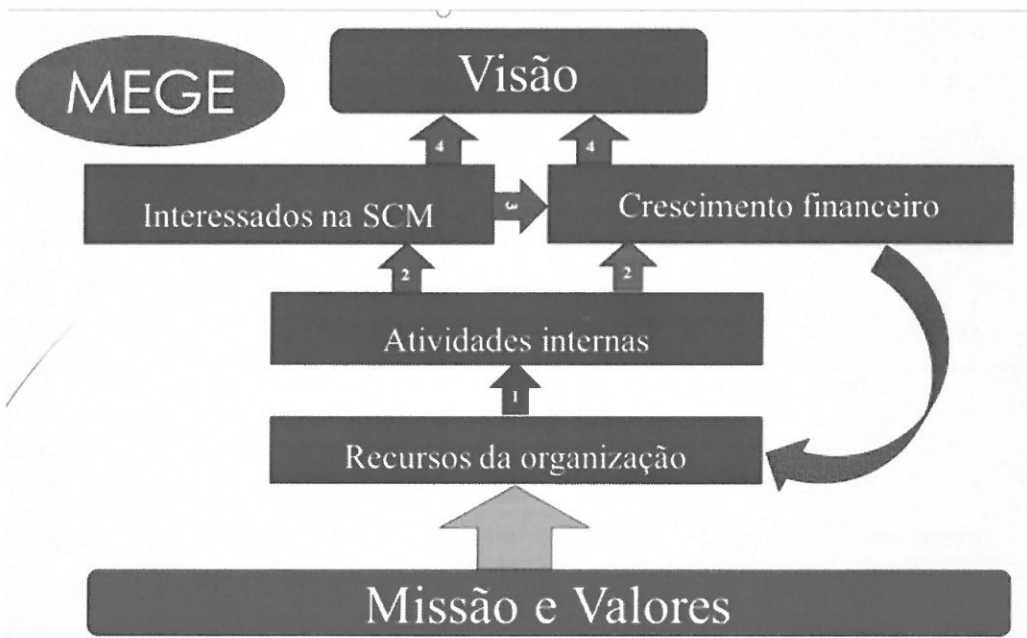 MEGE
Visão
4
4
Interessados na SCM
3
Crescimento financeiro
2
2
Atividades internas
1
Recursos da organização
Missão e Valores